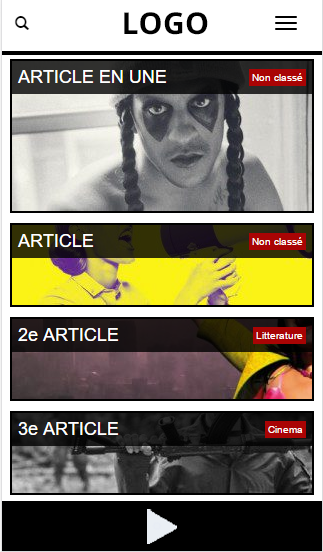 LOGO
ARTICLE EN UNE
Non classé
ARTICLE
Non classé
2e ARTICLE
Litterature
3e ARTICLE
Cinema